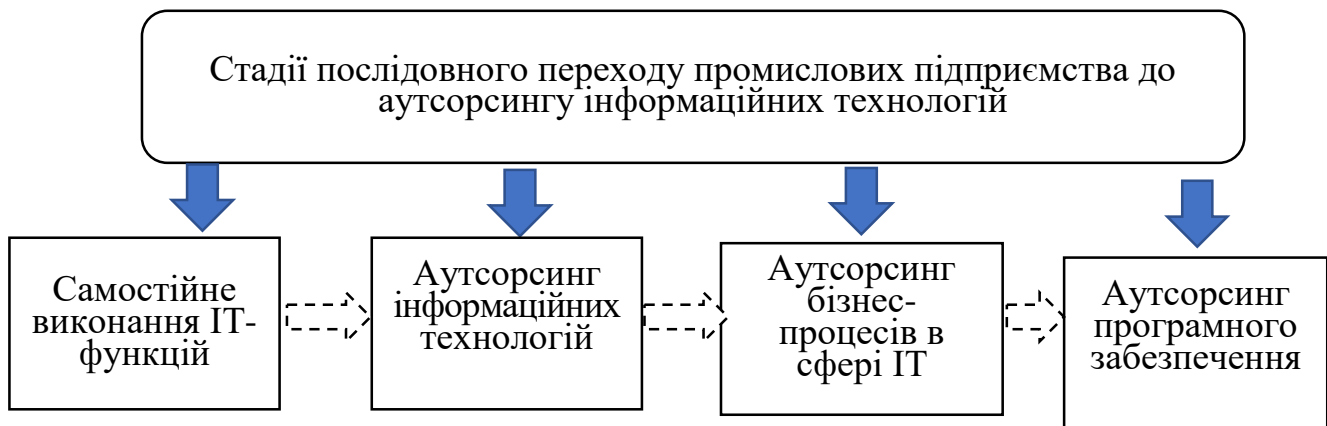 Стадії послідовного переходу промислових підприємства до
аутсорсингу інформаційних технологій
Самостійне
виконання ІТ-
функцій
Аутсорсинг
інформаційних
технологій
Аутсорсинг
бізнес-
процесів в
сфері ІТ
Аутсорсинг
програмного
забезпечення